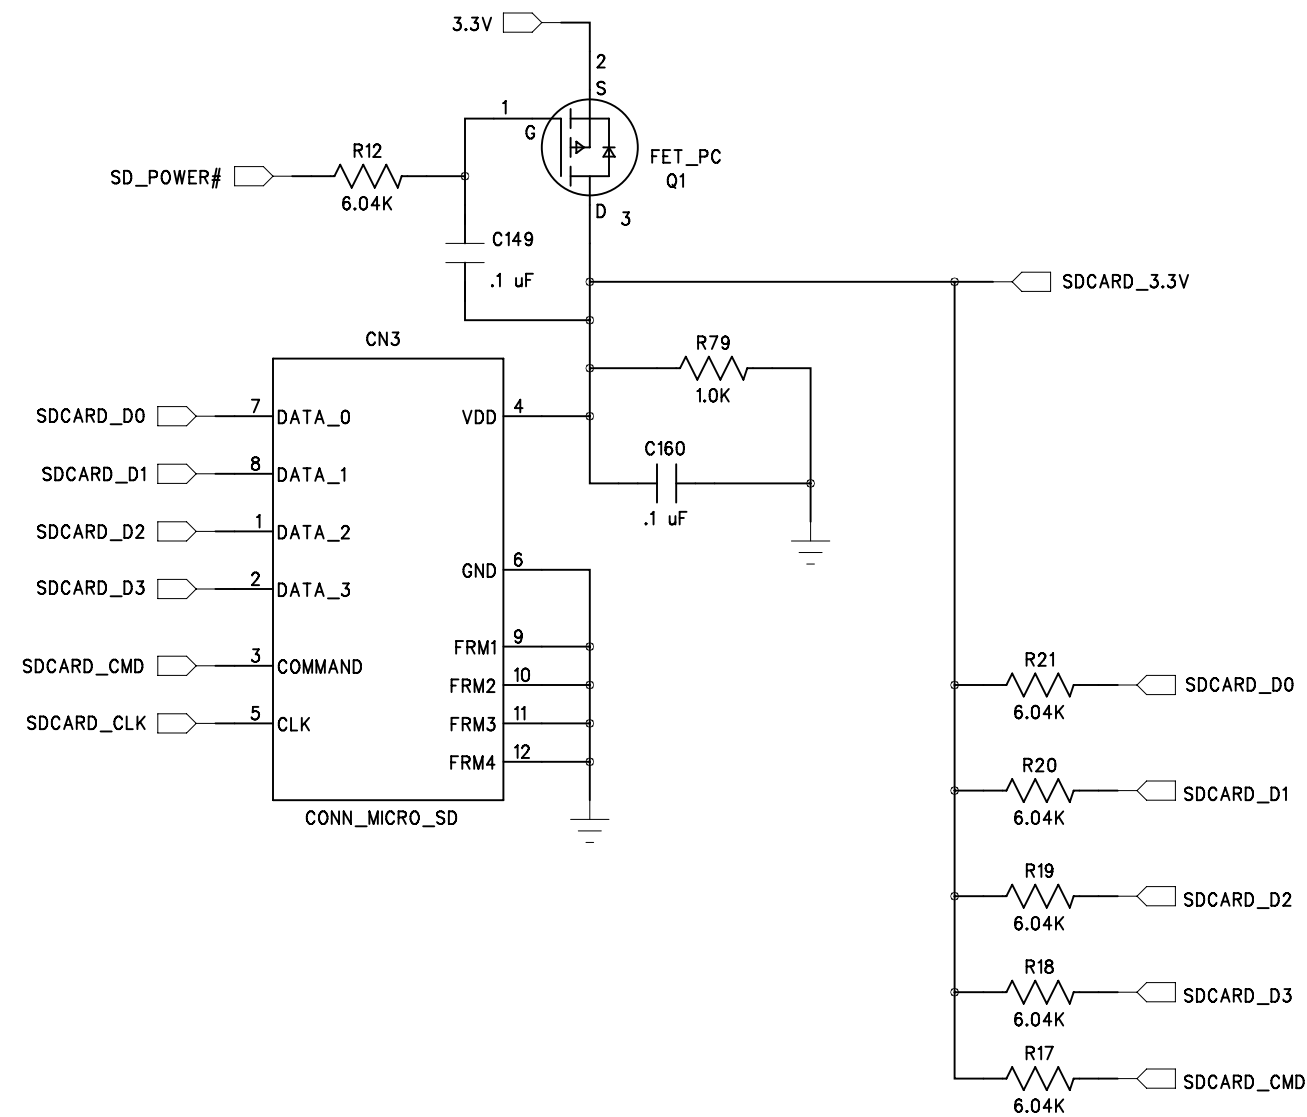 3.3V
2
S
1
G
R12
FET_PC
SD_POWER#
Q1
6.04K
D
3
C149
.1 uF
SDCARD_3.3V
CN3
R79
1.0K
SDCARD_D0
7
DATA_0
VDD
4
C160
SDCARD_D1
8
DATA_1
.1 uF
SDCARD_D2
1
DATA_2
GND
6
SDCARD_D3
2
DATA_3
FRM1
9
SDCARD_CMD
3
COMMAND
FRM2
10
R21
SDCARD_D0
6.04K
SDCARD_CLK
5
CLK
FRM3
11
FRM4
12
R20
SDCARD_D1
6.04K
CONN_MICRO_SD
R19
SDCARD_D2
6.04K
R18
SDCARD_D3
6.04K
R17
SDCARD_CMD
6.04K